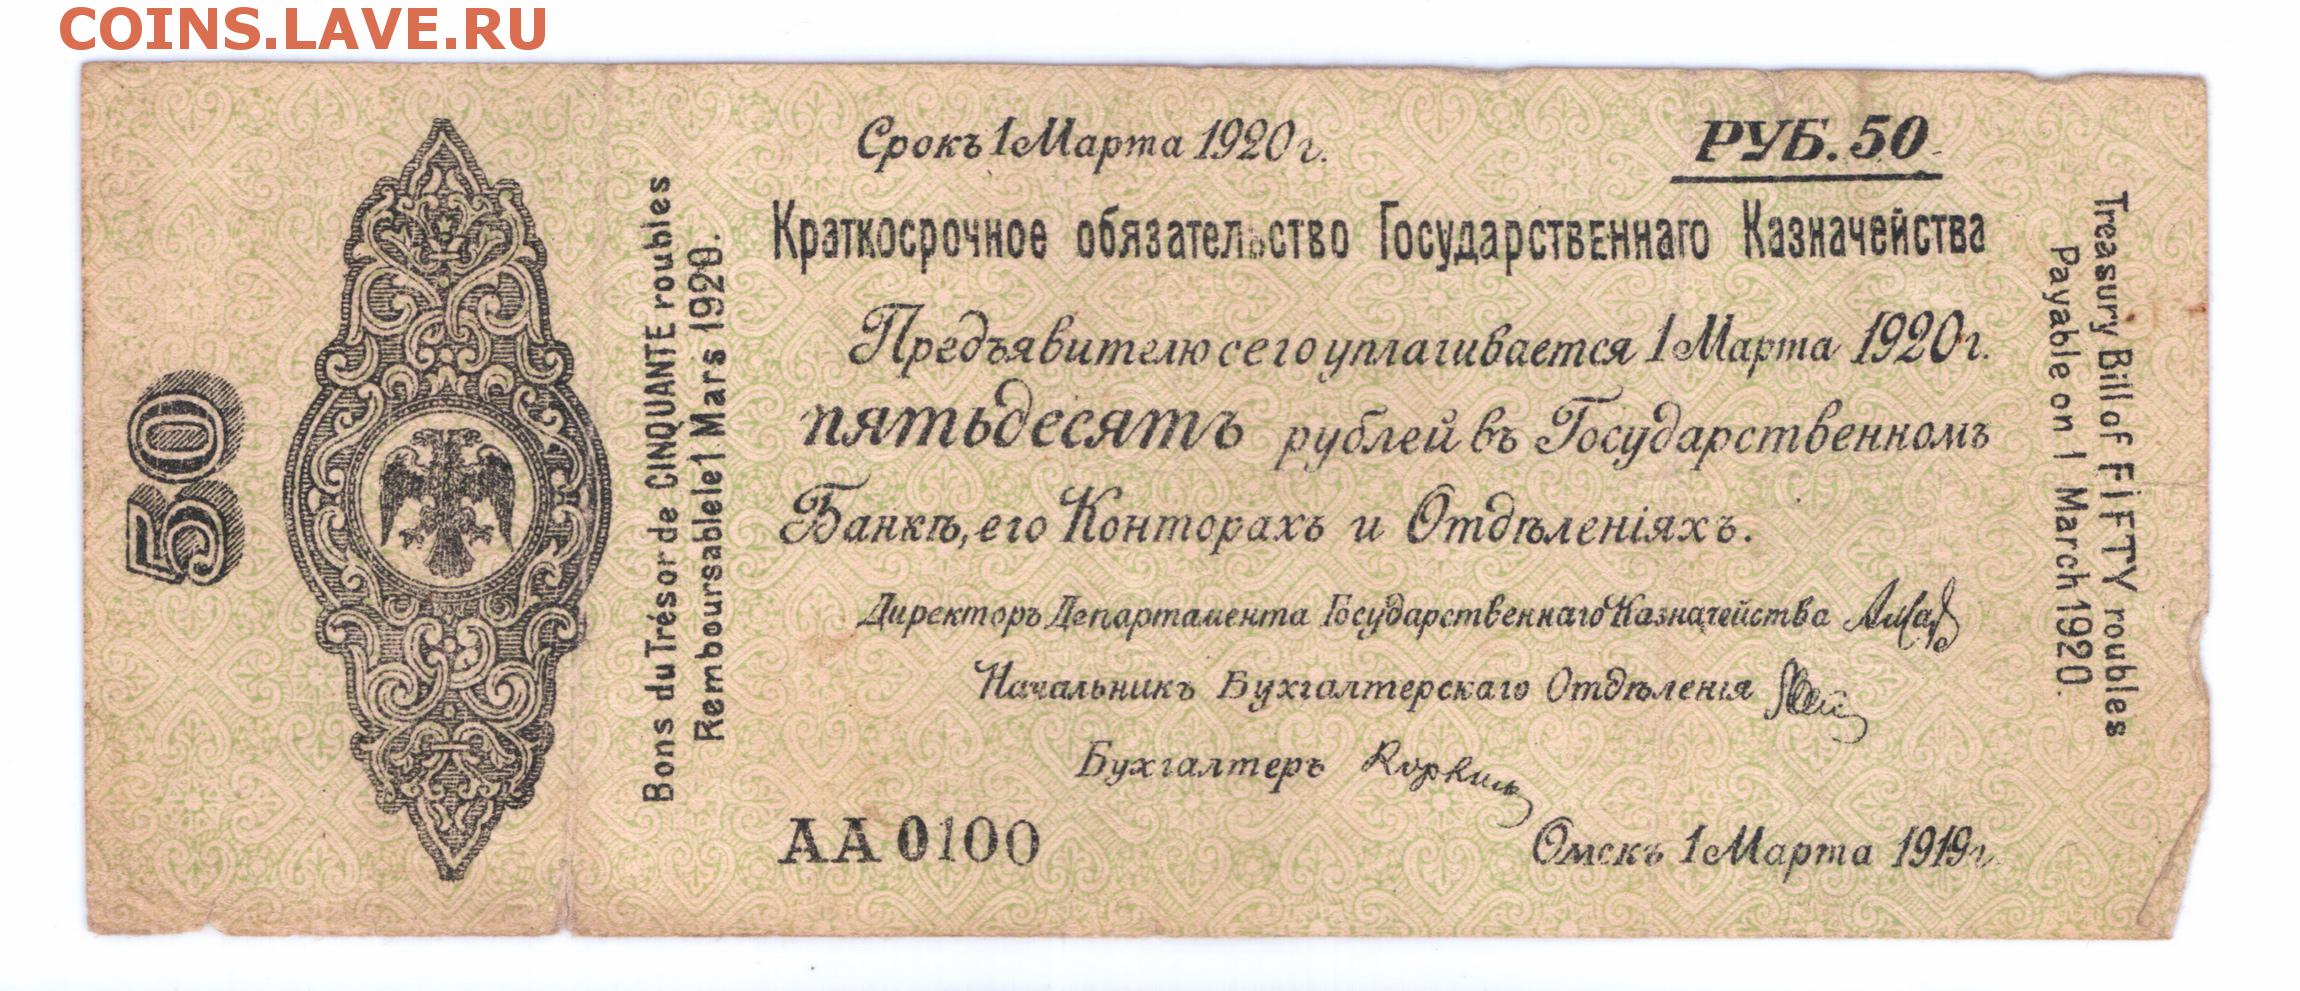 COINS.LAVE.RU
Срокъ 1 Марта 1920 г.
РУБ. 50
Краткосрочное обязательство Государственнаго Казначейства
Предъявителю сего уплачивается 1 Марта 1920 г.
пятьдесятъ рублей въ Государственномъ
Банкѣ, его Конторахъ и Отдѣленіяхъ.
Директоръ Департамента Государственнаго Казначейства
Начальникъ Бухгалтерскаго Отдѣленія
Бухгалтеръ
АА 0100
Омскъ 1 Марта 1919 г.
50
Bons du Trésor de CINQUANTE roubles
Remboursablele 1 Mars 1920.
Treasury Bill of FiFTY roubles
Payable on 1 March 1920.